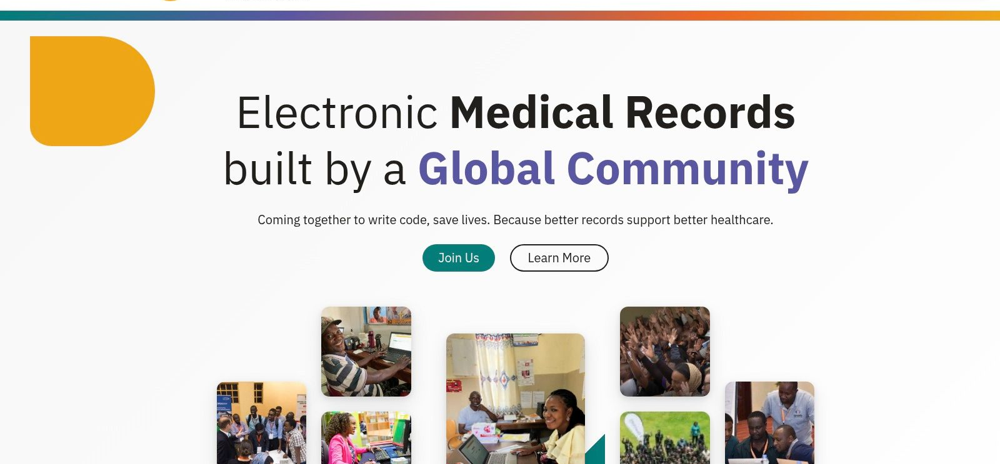 Electronic Medical Records
built by a Global Community
Coming together to write code, save lives. Because better records support better healthcare.
Join Us
Learn More